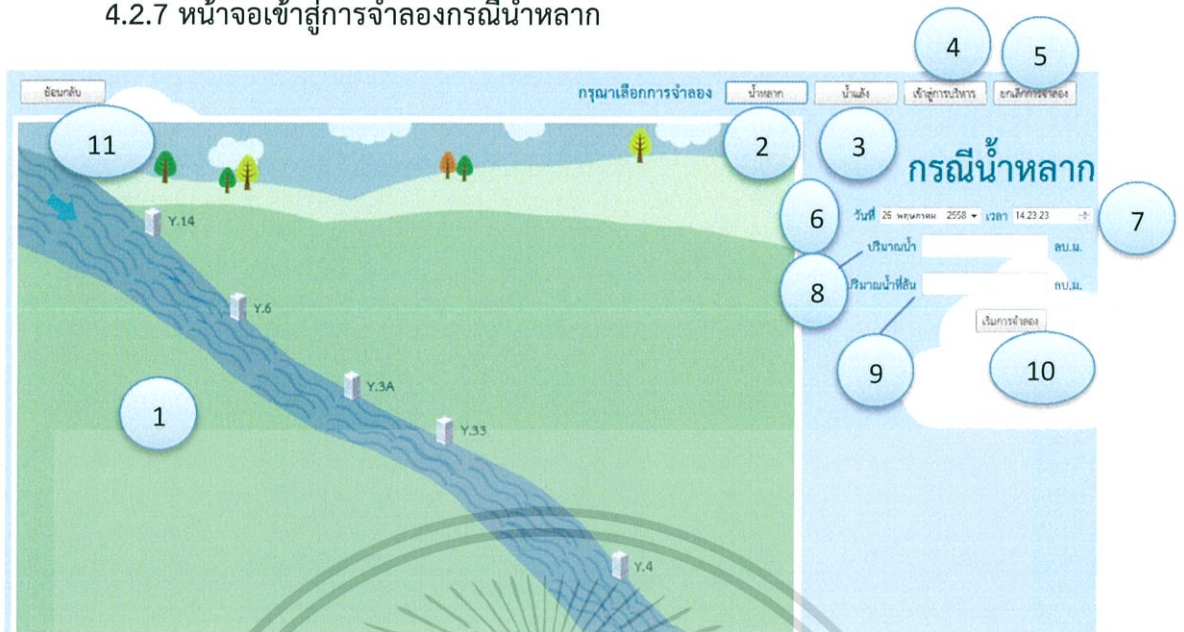 4.2.7 หน้าจอเข้าสู่การจำลองกรณีน้ำหลาก
4 5
ย้อนกลับ กรุณาเลือกการจำลอง น้ำหลาก น้ำแล้ง เข้าสู่การบริหาร ยกเลิกการจำลอง
11 2 3
กรณีน้ำหลาก
Y.14 6 วันที่ 26 พฤษภาคม 2558 เวลา 14:23:23 7
ปริมาณน้ำ ลบ.ม.
8 ปริมาณน้ำที่ล้น ลบ.ม.
Y.6
เริ่มการจำลอง
Y.3A 9 10
1
Y.33
Y.4